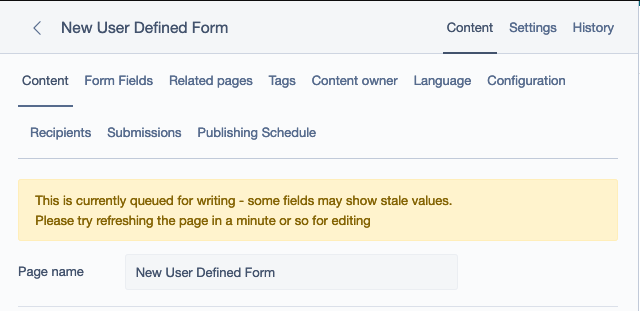 New User Defined Form
Content Settings History
Content Form Fields Related pages Tags Content owner Language Configuration
Recipients Submissions Publishing Schedule
This is currently queued for writing - some fields may show stale values.
Please try refreshing the page in a minute or so for editing
Page name
New User Defined Form